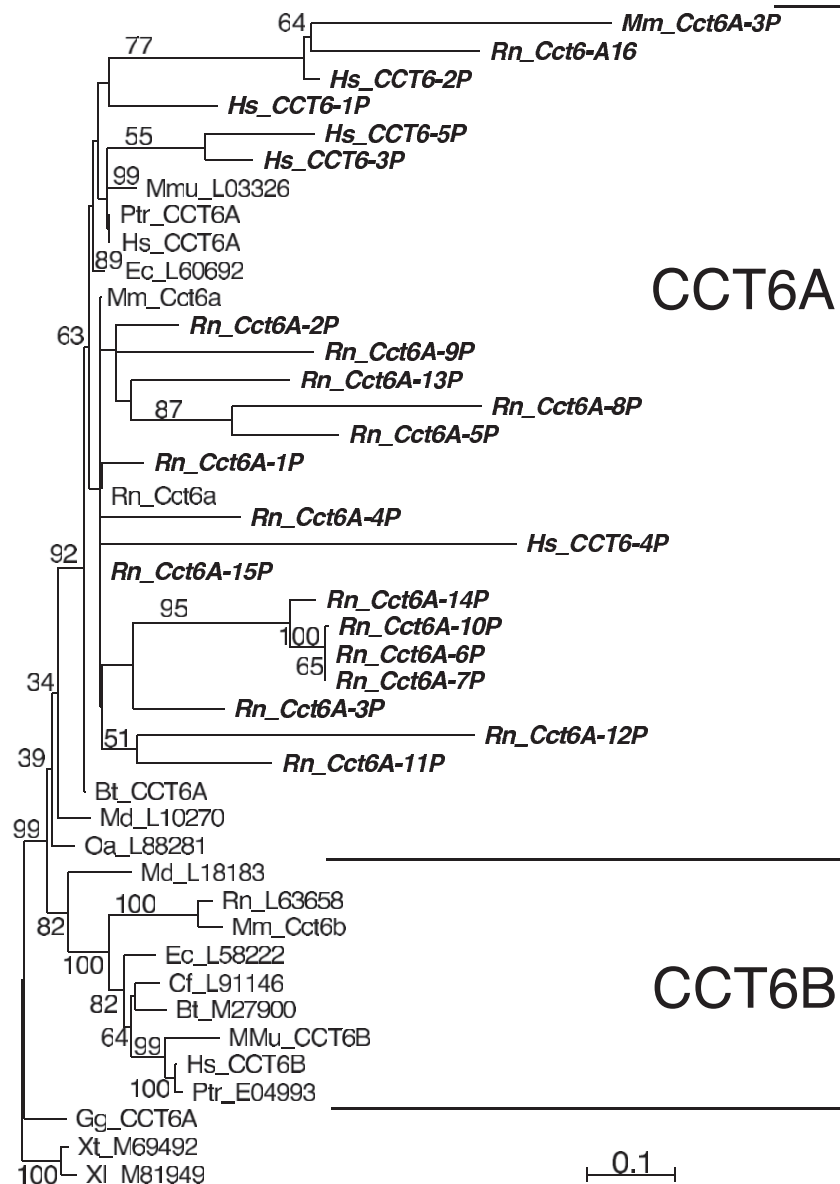 64 Mm_Cct6A-3P
77 Rn_Cct6-A16
Hs_CCT6-2P
Hs_CCT6-1P
55 Hs_CCT6-5P
Hs_CCT6-3P
99 Mmu_L03326
Ptr_CCT6A
Hs_CCT6A
89 Ec_L60692
CCT6A
Mm_Cct6a
Rn_Cct6A-2P
63 Rn_Cct6A-9P
Rn_Cct6A-13P
87 Rn_Cct6A-8P
Rn_Cct6A-5P
Rn_Cct6A-1P
Rn_Cct6a
Rn_Cct6A-4P
Hs_CCT6-4P
92 Rn_Cct6A-15P
95 Rn_Cct6A-14P
100 Rn_Cct6A-10P
Rn_Cct6A-6P
65 Rn_Cct6A-7P
34 Rn_Cct6A-3P
51 Rn_Cct6A-12P
39 Rn_Cct6A-11P
Bt_CCT6A
Md_L10270
99 Oa_L88281
Md_L18183
100 Rn_L63658
82 Mm_Cct6b
100 Ec_L58222
Cf_L91146
CCT6B
82 Bt_M27900
64 99 MMu_CCT6B
Hs_CCT6B
100 Ptr_E04993
Gg_CCT6A
Xt_M69492
100 Xl_M81949
0.1